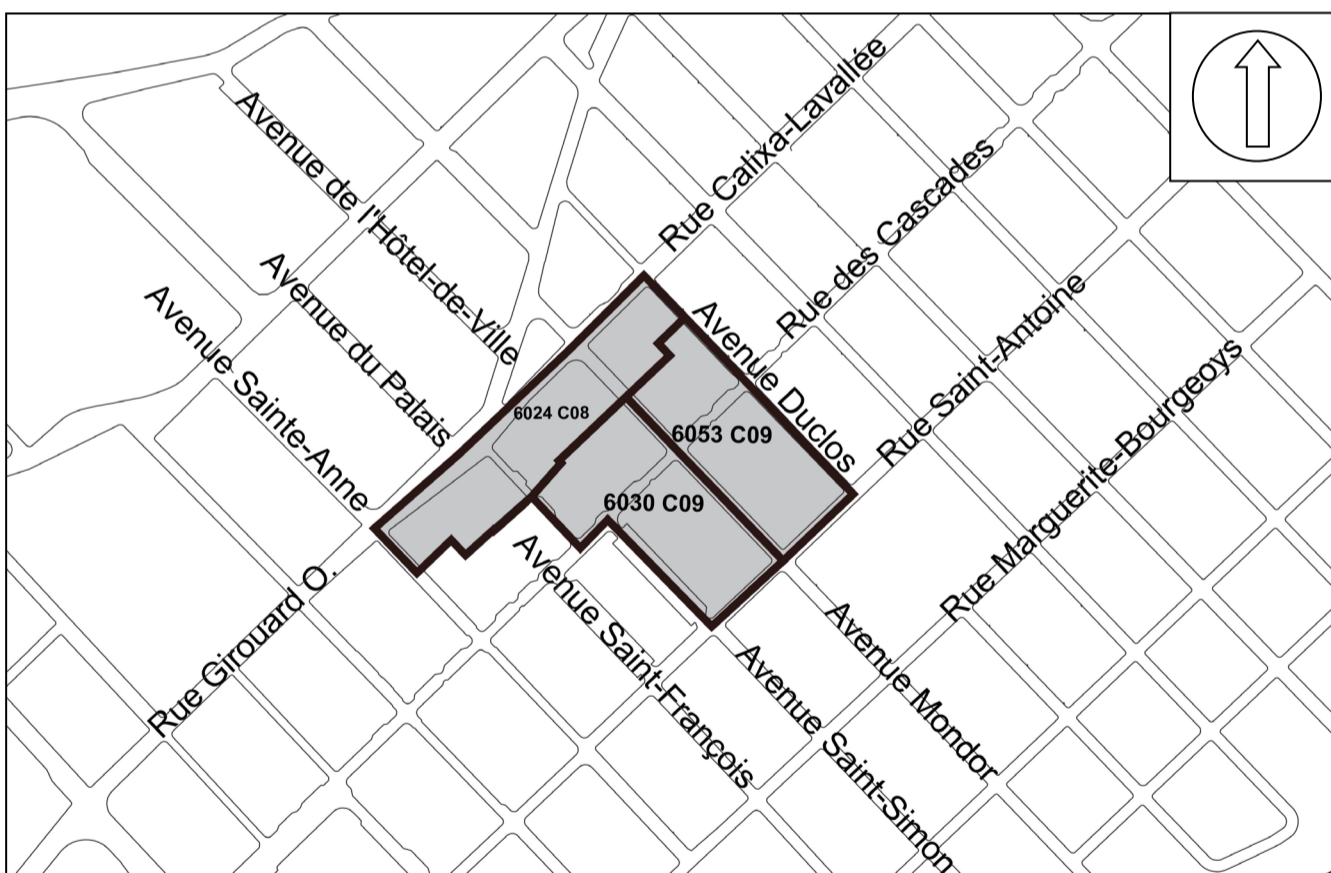 Avenue de l'Hôtel-de-Ville
Avenue du Palais
Avenue Sainte-Anne
Rue Calixa-Lavallée
Rue des Cascades
Avenue Duclos
Rue Saint-Antoine
Rue Marguerite-Bourgeoys
6024 C08
6053 C09
6030 C09
Rue Girouard O.
Avenue Saint-François
Avenue Saint-Simon
Avenue Mondor